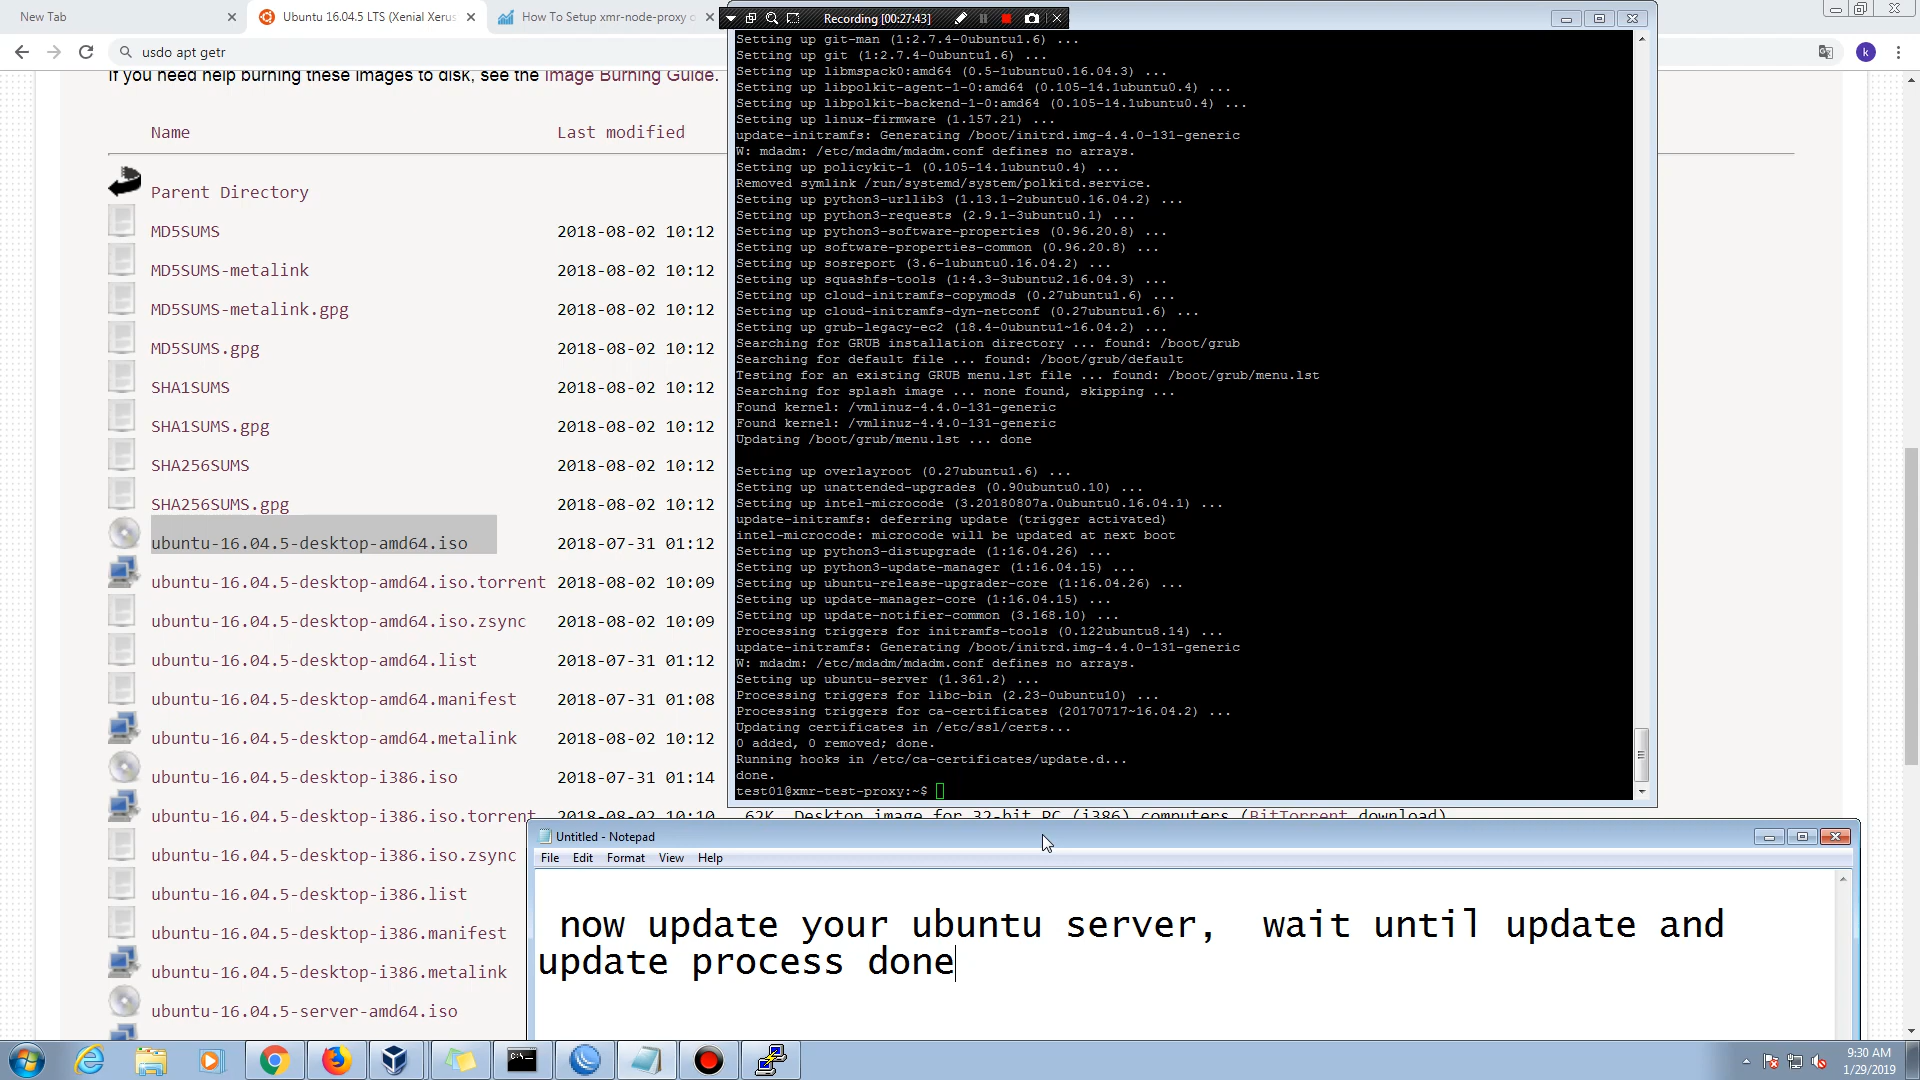 New Tab
Ubuntu 16.04.5 LTS (Xenial Xerus
How To Setup xmr-node-proxy o
Recording [00:27:43]
usdo apt getr
k
If you need help burning these images to disk, see the Image Burning Guide.
Name
Last modified
Parent Directory
MD5SUMS 2018-08-02 10:12
MD5SUMS-metalink 2018-08-02 10:12
MD5SUMS-metalink.gpg 2018-08-02 10:12
MD5SUMS.gpg 2018-08-02 10:12
SHA1SUMS 2018-08-02 10:12
SHA1SUMS.gpg 2018-08-02 10:12
SHA256SUMS 2018-08-02 10:12
SHA256SUMS.gpg 2018-08-02 10:12
ubuntu-16.04.5-desktop-amd64.iso 2018-07-31 01:12
ubuntu-16.04.5-desktop-amd64.iso.torrent 2018-08-02 10:09
ubuntu-16.04.5-desktop-amd64.iso.zsync 2018-08-02 10:09
ubuntu-16.04.5-desktop-amd64.list 2018-07-31 01:12
ubuntu-16.04.5-desktop-amd64.manifest 2018-07-31 01:08
ubuntu-16.04.5-desktop-amd64.metalink 2018-08-02 10:12
ubuntu-16.04.5-desktop-i386.iso 2018-07-31 01:14
ubuntu-16.04.5-desktop-i386.iso.torrent 2018-08-02 10:10 62K Desktop image for 32-bit PC (i386) computers (BitTorrent download)
ubuntu-16.04.5-desktop-i386.iso.zsync
ubuntu-16.04.5-desktop-i386.list
ubuntu-16.04.5-desktop-i386.manifest
ubuntu-16.04.5-desktop-i386.metalink
ubuntu-16.04.5-server-amd64.iso
Setting up git-man (1:2.7.4-0ubuntu1.6) ...
Setting up git (1:2.7.4-0ubuntu1.6) ...
Setting up libmspack0:amd64 (0.5-1ubuntu0.16.04.3) ...
Setting up libpolkit-agent-1-0:amd64 (0.105-14.1ubuntu0.4) ...
Setting up libpolkit-backend-1-0:amd64 (0.105-14.1ubuntu0.4) ...
Setting up linux-firmware (1.157.21) ...
update-initramfs: Generating /boot/initrd.img-4.4.0-131-generic
W: mdadm: /etc/mdadm/mdadm.conf defines no arrays.
Setting up policykit-1 (0.105-14.1ubuntu0.4) ...
Removed symlink /run/systemd/system/polkitd.service.
Setting up python3-urllib3 (1.13.1-2ubuntu0.16.04.2) ...
Setting up python3-requests (2.9.1-3ubuntu0.1) ...
Setting up python3-software-properties (0.96.20.8) ...
Setting up software-properties-common (0.96.20.8) ...
Setting up sosreport (3.6-1ubuntu0.16.04.2) ...
Setting up squashfs-tools (1:4.3-3ubuntu2.16.04.3) ...
Setting up cloud-initramfs-copymods (0.27ubuntu1.6) ...
Setting up cloud-initramfs-dyn-netconf (0.27ubuntu1.6) ...
Setting up grub-legacy-ec2 (18.4-0ubuntu1~16.04.2) ...
Searching for GRUB installation directory ... found: /boot/grub
Searching for default file ... found: /boot/grub/default
Testing for an existing GRUB menu.lst file ... found: /boot/grub/menu.lst
Searching for splash image ... none found, skipping ...
Found kernel: /vmlinuz-4.4.0-131-generic
Found kernel: /vmlinuz-4.4.0-131-generic
Updating /boot/grub/menu.lst ... done
Setting up overlayroot (0.27ubuntu1.6) ...
Setting up unattended-upgrades (0.90ubuntu0.10) ...
Setting up intel-microcode (3.20180807a.0ubuntu0.16.04.1) ...
update-initramfs: deferring update (trigger activated)
intel-microcode: microcode will be updated at next boot
Setting up python3-distupgrade (1:16.04.26) ...
Setting up python3-update-manager (1:16.04.15) ...
Setting up ubuntu-release-upgrader-core (1:16.04.26) ...
Setting up update-manager-core (1:16.04.15) ...
Setting up update-notifier-common (3.168.10) ...
Processing triggers for initramfs-tools (0.122ubuntu8.14) ...
update-initramfs: Generating /boot/initrd.img-4.4.0-131-generic
W: mdadm: /etc/mdadm/mdadm.conf defines no arrays.
Setting up ubuntu-server (1.361.2) ...
Processing triggers for libc-bin (2.23-0ubuntu10) ...
Processing triggers for ca-certificates (20170717~16.04.2) ...
Updating certificates in /etc/ssl/certs...
0 added, 0 removed; done.
Running hooks in /etc/ca-certificates/update.d...
done.
test01@xmr-test-proxy:~$
Untitled - Notepad
File Edit Format View Help
now update your ubuntu server, wait until update and
update process done
9:30 AM
1/29/2019